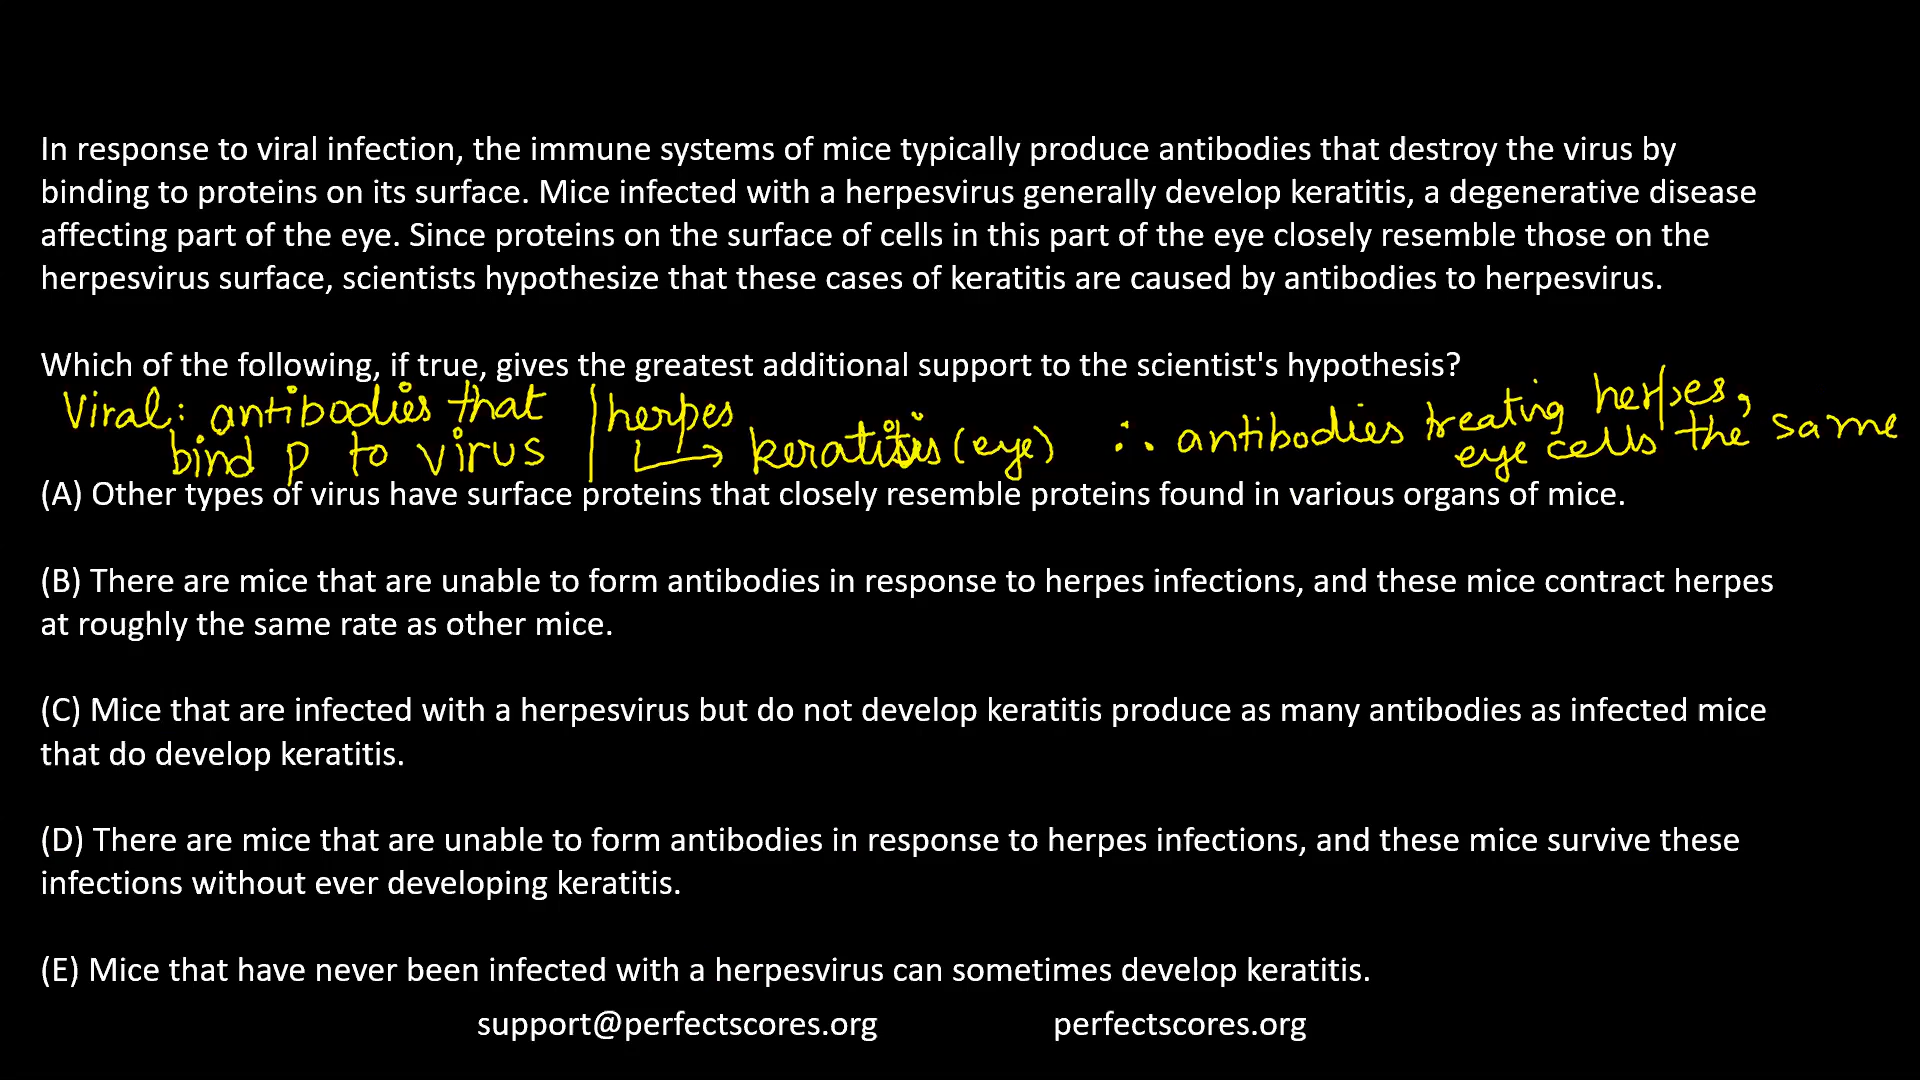 In response to viral infection, the immune systems of mice typically produce antibodies that destroy the virus by
binding to proteins on its surface. Mice infected with a herpesvirus generally develop keratitis, a degenerative disease
affecting part of the eye. Since proteins on the surface of cells in this part of the eye closely resemble those on the
herpesvirus surface, scientists hypothesize that these cases of keratitis are caused by antibodies to herpesvirus.
Which of the following, if true, gives the greatest additional support to the scientist's hypothesis?
Viral: antibodies that
bind p to virus
herpes
keratitis (eye)
∴ antibodies treating herpes,
eye cells the same
(A) Other types of virus have surface proteins that closely resemble proteins found in various organs of mice.
(B) There are mice that are unable to form antibodies in response to herpes infections, and these mice contract herpes
at roughly the same rate as other mice.
(C) Mice that are infected with a herpesvirus but do not develop keratitis produce as many antibodies as infected mice
that do develop keratitis.
(D) There are mice that are unable to form antibodies in response to herpes infections, and these mice survive these
infections without ever developing keratitis.
(E) Mice that have never been infected with a herpesvirus can sometimes develop keratitis.
support@perfectscores.org perfectscores.org